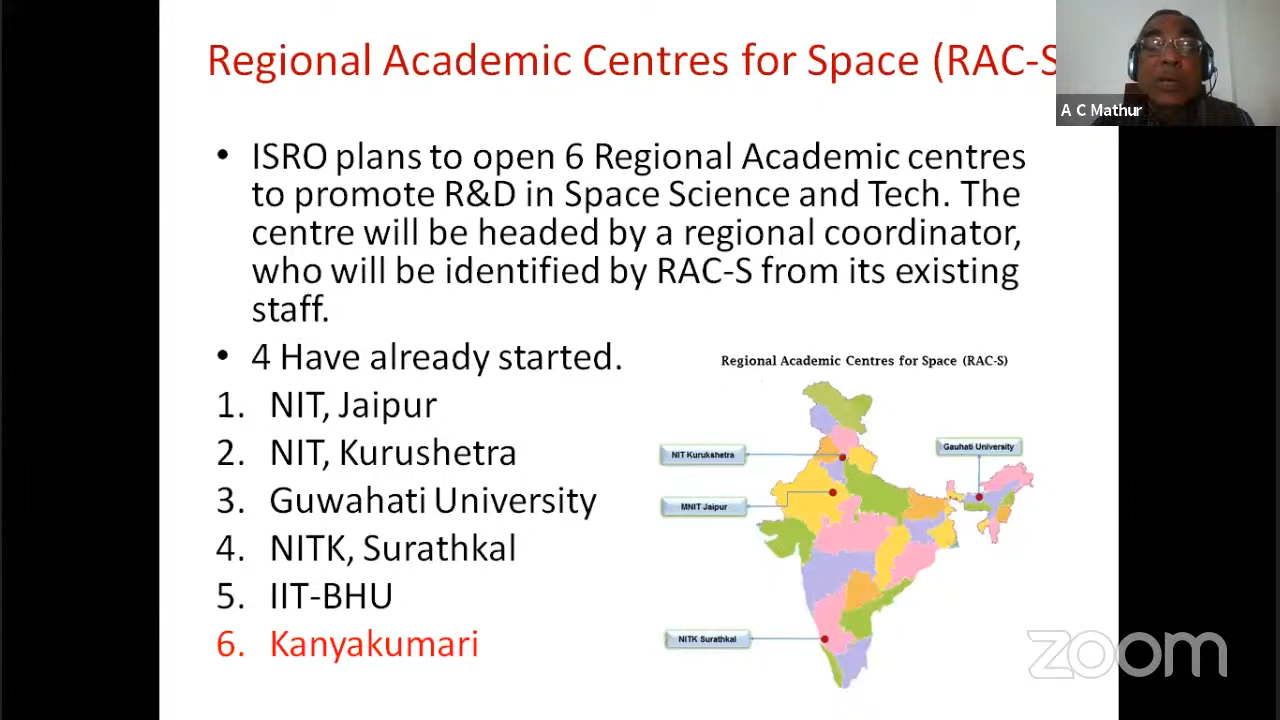 Regional Academic Centres for Space (RAC-S
A C Mathur
• ISRO plans to open 6 Regional Academic centres
to promote R&D in Space Science and Tech. The
centre will be headed by a regional coordinator,
who will be identified by RAC-S from its existing
staff.
• 4 Have already started.
1. NIT, Jaipur
2. NIT, Kurushetra
3. Guwahati University
4. NITK, Surathkal
5. IIT-BHU
6. Kanyakumari
Regional Academic Centres for Space (RAC-S)
NIT Kurukshetra
Gauhati University
MNIT Jaipur
NITK Surathkal
zoom